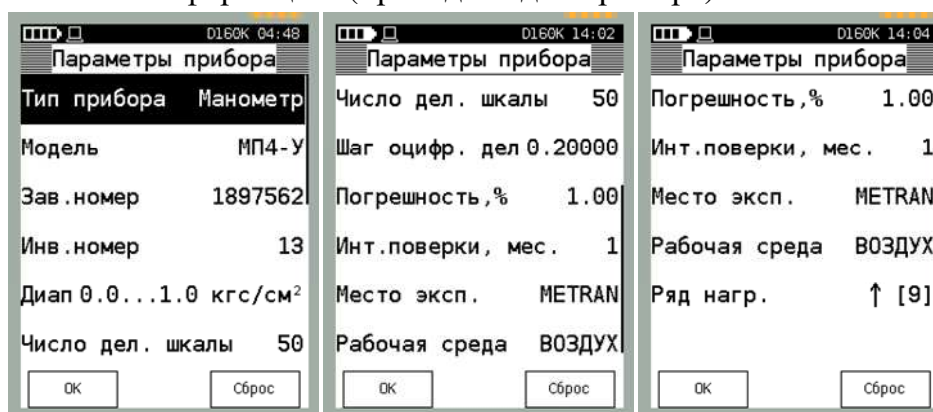 D160K 04:48
Параметры прибора
Тип прибора Манометр
Модель МП4-У
Зав.номер 1897562
Инв.номер 13
Диап 0.0...1.0 кгс/см²
Число дел. шкалы 50
ОК Сброс
D160K 14:02
Параметры прибора
Число дел. шкалы 50
Шаг оцифр. дел 0.20000
Погрешность,% 1.00
Инт.поверки, мес. 1
Место эксп. METRAN
Рабочая среда ВОЗДУХ
ОК Сброс
D160K 14:04
Параметры прибора
Погрешность,% 1.00
Инт.поверки, мес. 1
Место эксп. METRAN
Рабочая среда ВОЗДУХ
Ряд нагр. ↑ [9]
ОК Сброс